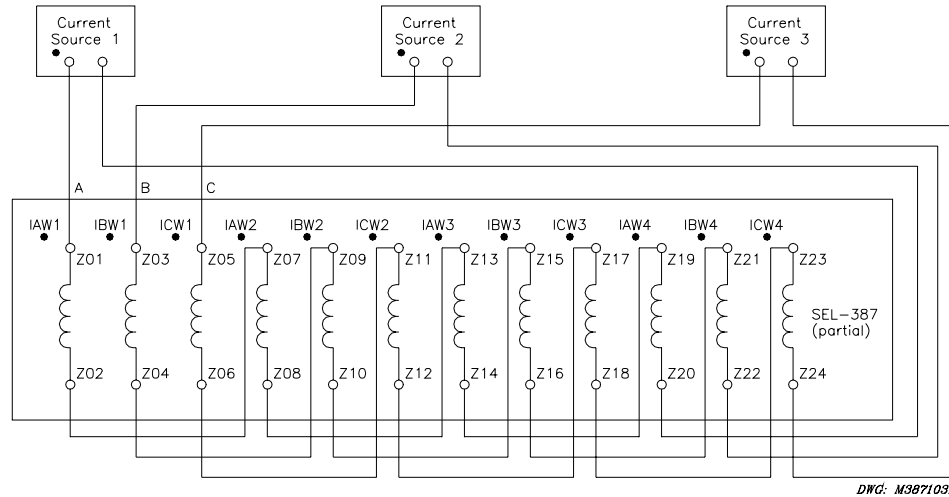 Current
Source 1
Current
Source 2
Current
Source 3
A B C
IAW1 IBW1 ICW1 IAW2 IBW2 ICW2 IAW3 IBW3 ICW3 IAW4 IBW4 ICW4
Z01 Z03 Z05 Z07 Z09 Z11 Z13 Z15 Z17 Z19 Z21 Z23
SEL-387
(partial)
Z02 Z04 Z06 Z08 Z10 Z12 Z14 Z16 Z18 Z20 Z22 Z24
DWG: M387103